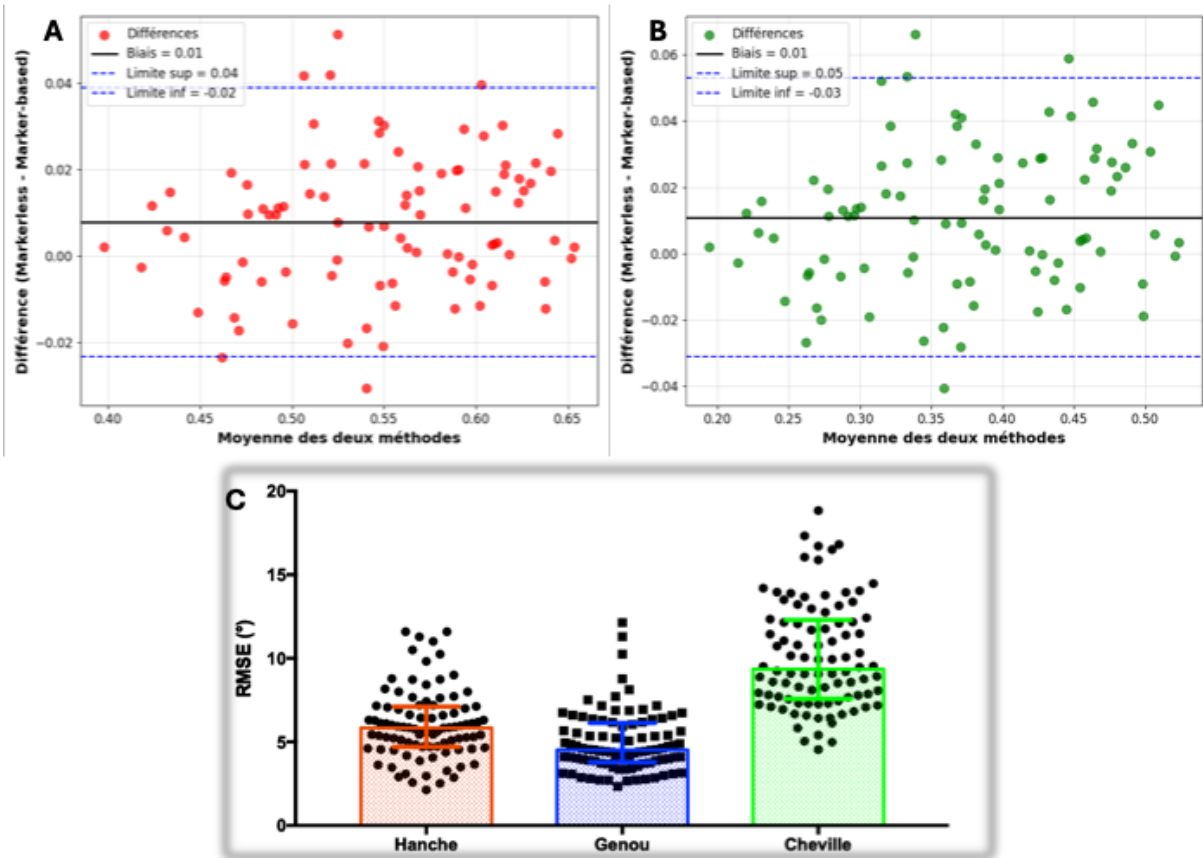 A
Différences
Biais = 0.01
Limite sup = 0.04
Limite inf = -0.02
Différence (Markerless - Marker-based)
0.04
0.02
0.00
−0.02
0.40 0.45 0.50 0.55 0.60 0.65
Moyenne des deux méthodes
B
Différences
Biais = 0.01
Limite sup = 0.05
Limite inf = -0.03
Différence (Markerless - Marker-based)
0.06
0.04
0.02
0.00
−0.02
−0.04
0.20 0.25 0.30 0.35 0.40 0.45 0.50
Moyenne des deux méthodes
C
RMSE (°)
20
15
10
5
0
Hanche Genou Cheville